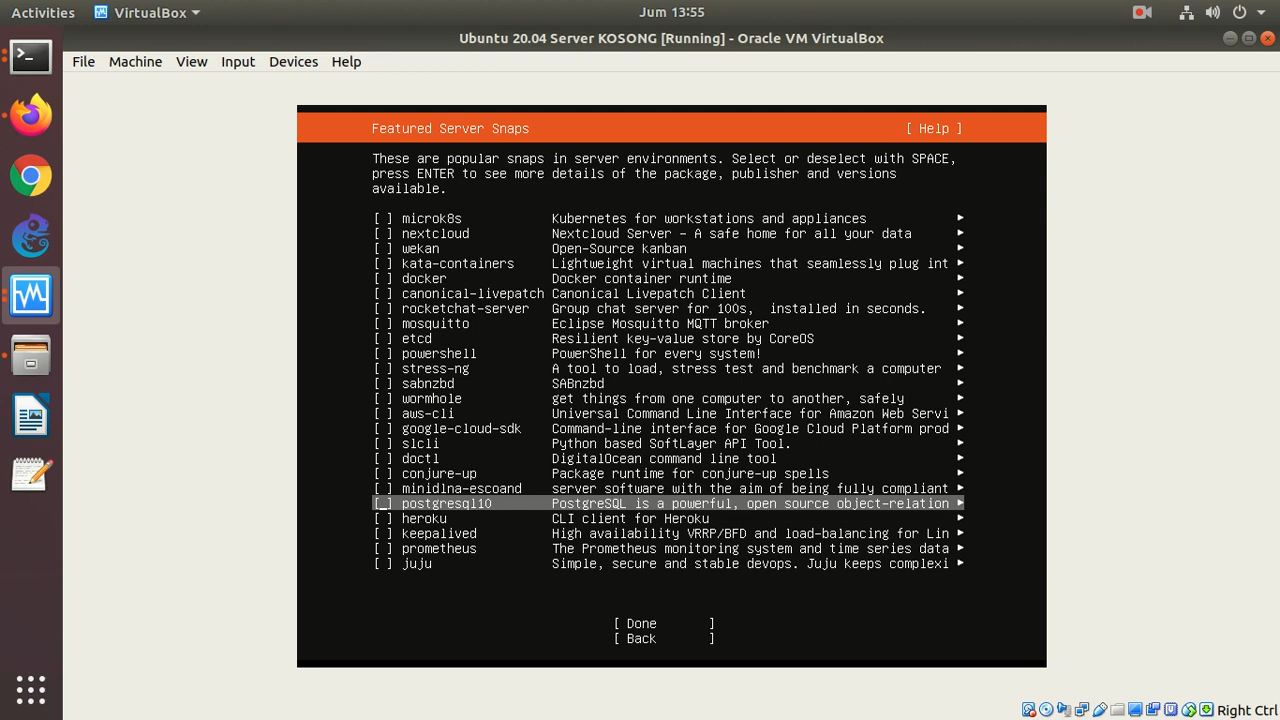 Activities VirtualBox Jum 13:55
Ubuntu 20.04 Server KOSONG [Running] - Oracle VM VirtualBox
File Machine View Input Devices Help
Featured Server Snaps [ Help ]
These are popular snaps in server environments. Select or deselect with SPACE,
press ENTER to see more details of the package, publisher and versions
available.
[ ] microk8s Kubernetes for workstations and appliances ▸
[ ] nextcloud Nextcloud Server - A safe home for all your data ▸
[ ] wekan Open-Source kanban ▸
[ ] kata-containers Lightweight virtual machines that seamlessly plug int ▸
[ ] docker Docker container runtime ▸
[ ] canonical-livepatch Canonical Livepatch Client ▸
[ ] rocketchat-server Group chat server for 100s, installed in seconds. ▸
[ ] mosquitto Eclipse Mosquitto MQTT broker ▸
[ ] etcd Resilient key-value store by CoreOS ▸
[ ] powershell PowerShell for every system! ▸
[ ] stress-ng A tool to load, stress test and benchmark a computer ▸
[ ] sabnzbd SABnzbd ▸
[ ] wormhole get things from one computer to another, safely ▸
[ ] aws-cli Universal Command Line Interface for Amazon Web Servi ▸
[ ] google-cloud-sdk Command-line interface for Google Cloud Platform prod ▸
[ ] slcli Python based SoftLayer API Tool. ▸
[ ] doctl DigitalOcean command line tool ▸
[ ] conjure-up Package runtime for conjure-up spells ▸
[ ] minidlna-escoand server software with the aim of being fully compliant ▸
[_] postgresql10 PostgreSQL is a powerful, open source object-relation ▸
[ ] heroku CLI client for Heroku ▸
[ ] keepalived High availability VRRP/BFD and load-balancing for Lin ▸
[ ] prometheus The Prometheus monitoring system and time series data ▸
[ ] juju Simple, secure and stable devops. Juju keeps complexi ▸
[ Done ]
[ Back ]
Right Ctrl